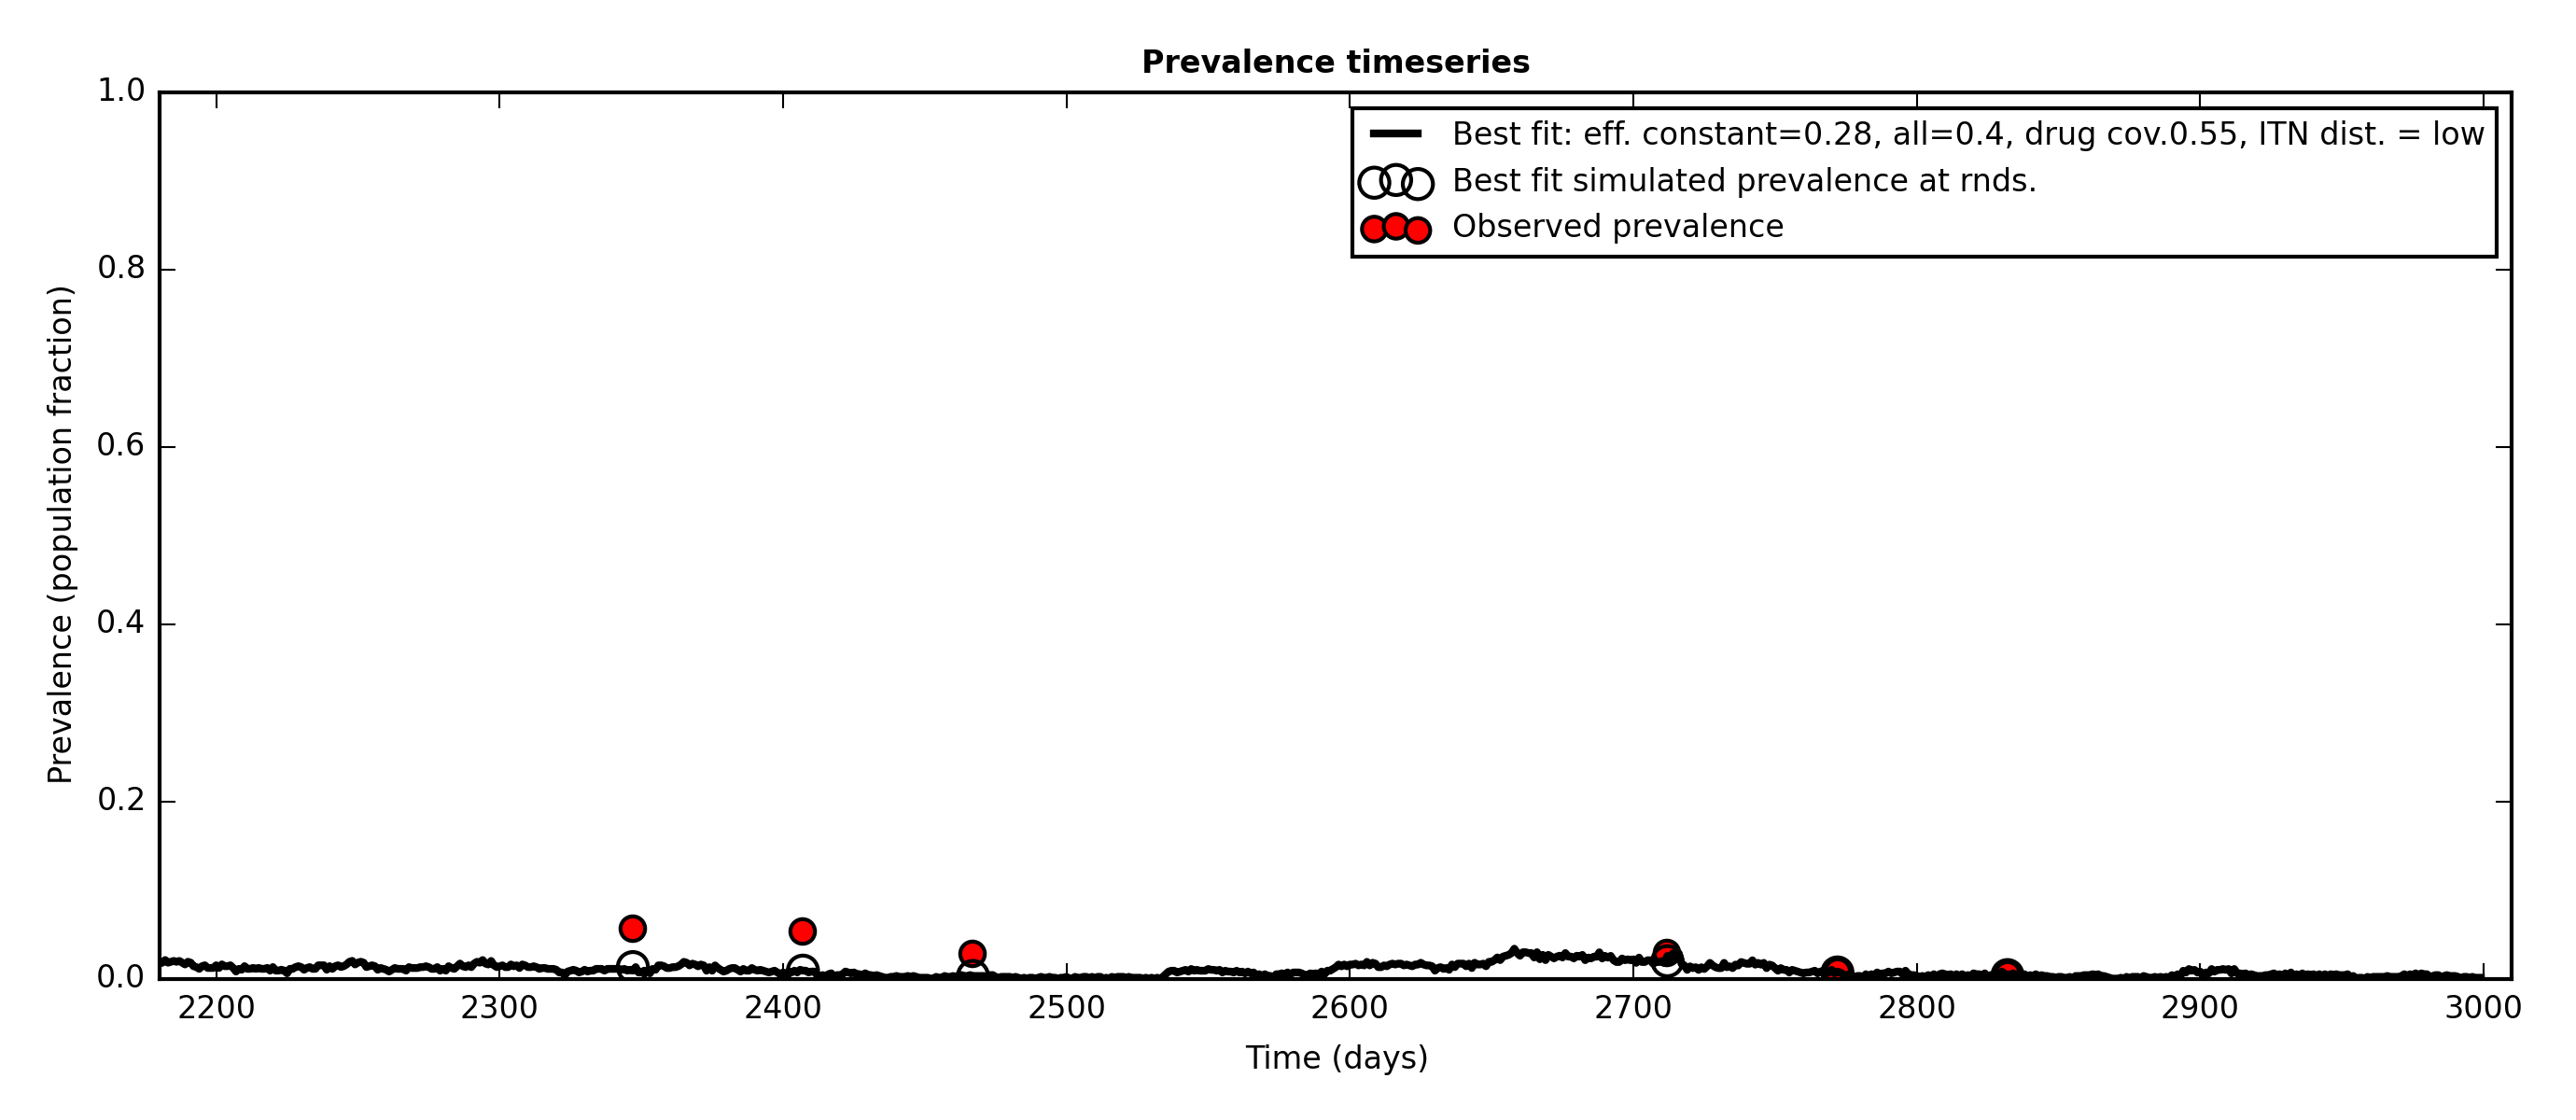 Prevalence timeseries
1.0
Best fit: eff. constant=0.28, all=0.4, drug cov.0.55, ITN dist. = low
Best fit simulated prevalence at rnds.
Observed prevalence
0.8
0.6
0.4
0.2
0.0
Prevalence (population fraction)
2200 2300 2400 2500 2600 2700 2800 2900 3000
Time (days)